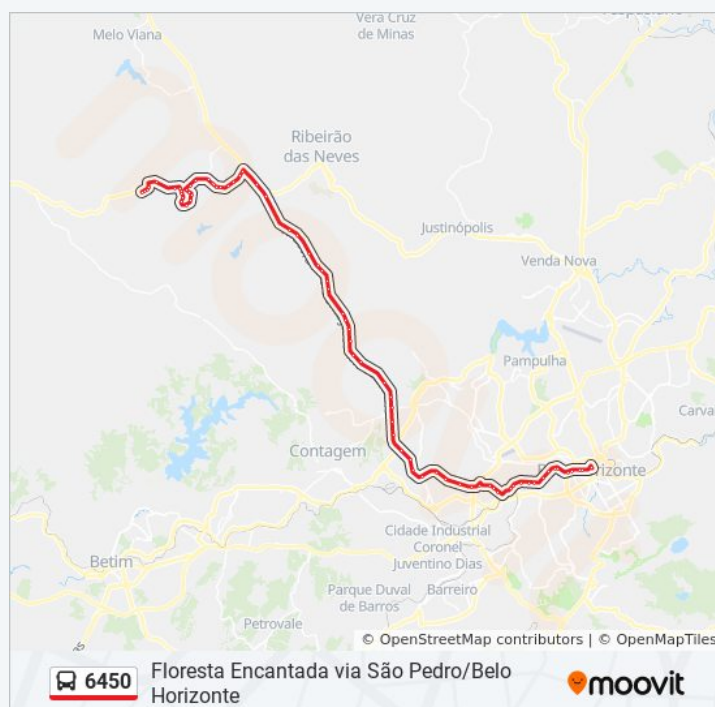 Vera Cruz
de Minas
Melo Viana
Ribeirão
das Neves
Justinópolis
Venda Nova
Pampulha
Contagem
Horizonte
Cidade Industrial
Coronel
Juventino Dias
Betim
Parque Duval
de Barros
Barreiro
Petrovale
© OpenStreetMap contributors | © OpenMapTiles
6450
Floresta Encantada via São Pedro/Belo
Horizonte
moovit